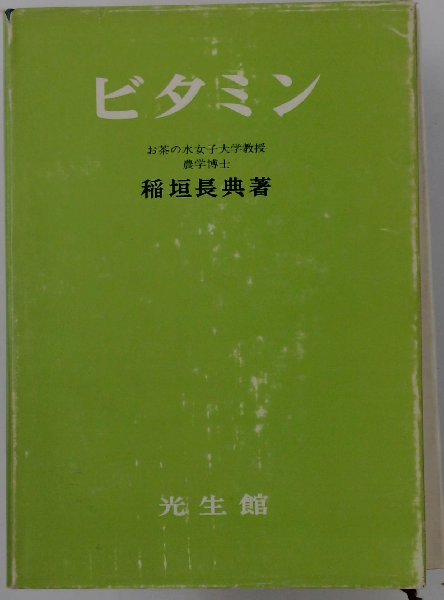 ビタミン
お茶の水女子大学教授
農学博士
稲垣長典著
光生館